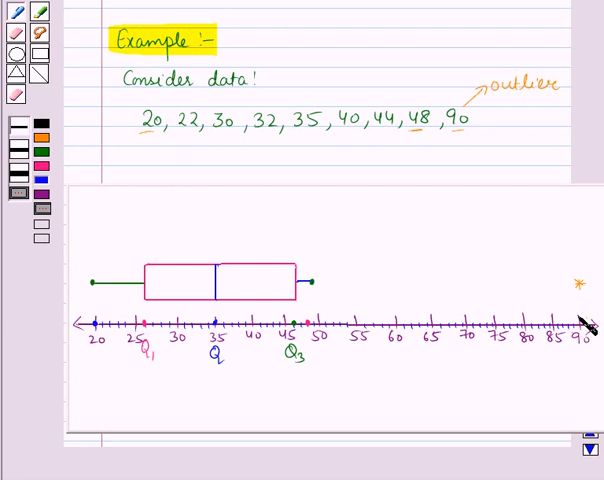 Example :-
Consider data!
outlier
20, 22, 30, 32, 35, 40, 44, 48, 90
20 25 30 35 40 45 50 55 60 65 70 75 80 85 90
Q1 Q Q3